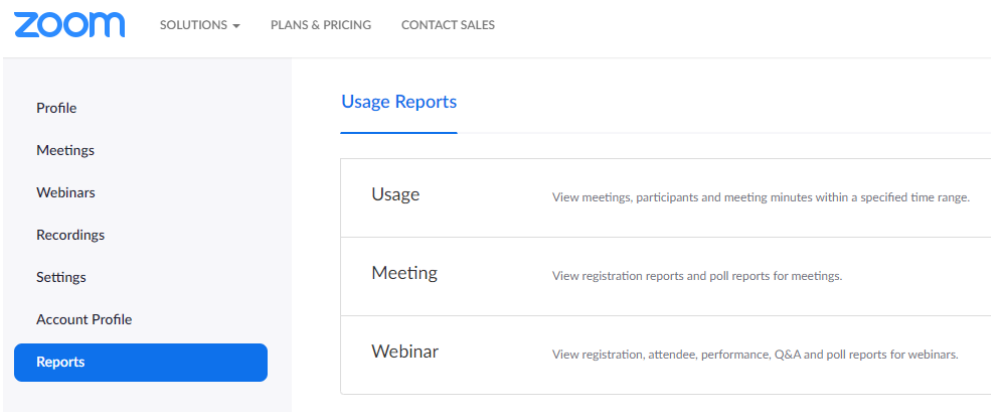 zoom SOLUTIONS PLANS & PRICING CONTACT SALES
Profile
Meetings
Webinars
Recordings
Settings
Account Profile
Reports
Usage Reports
Usage View meetings, participants and meeting minutes within a specified time range.
Meeting View registration reports and poll reports for meetings.
Webinar View registration, attendee, performance, Q&A and poll reports for webinars.